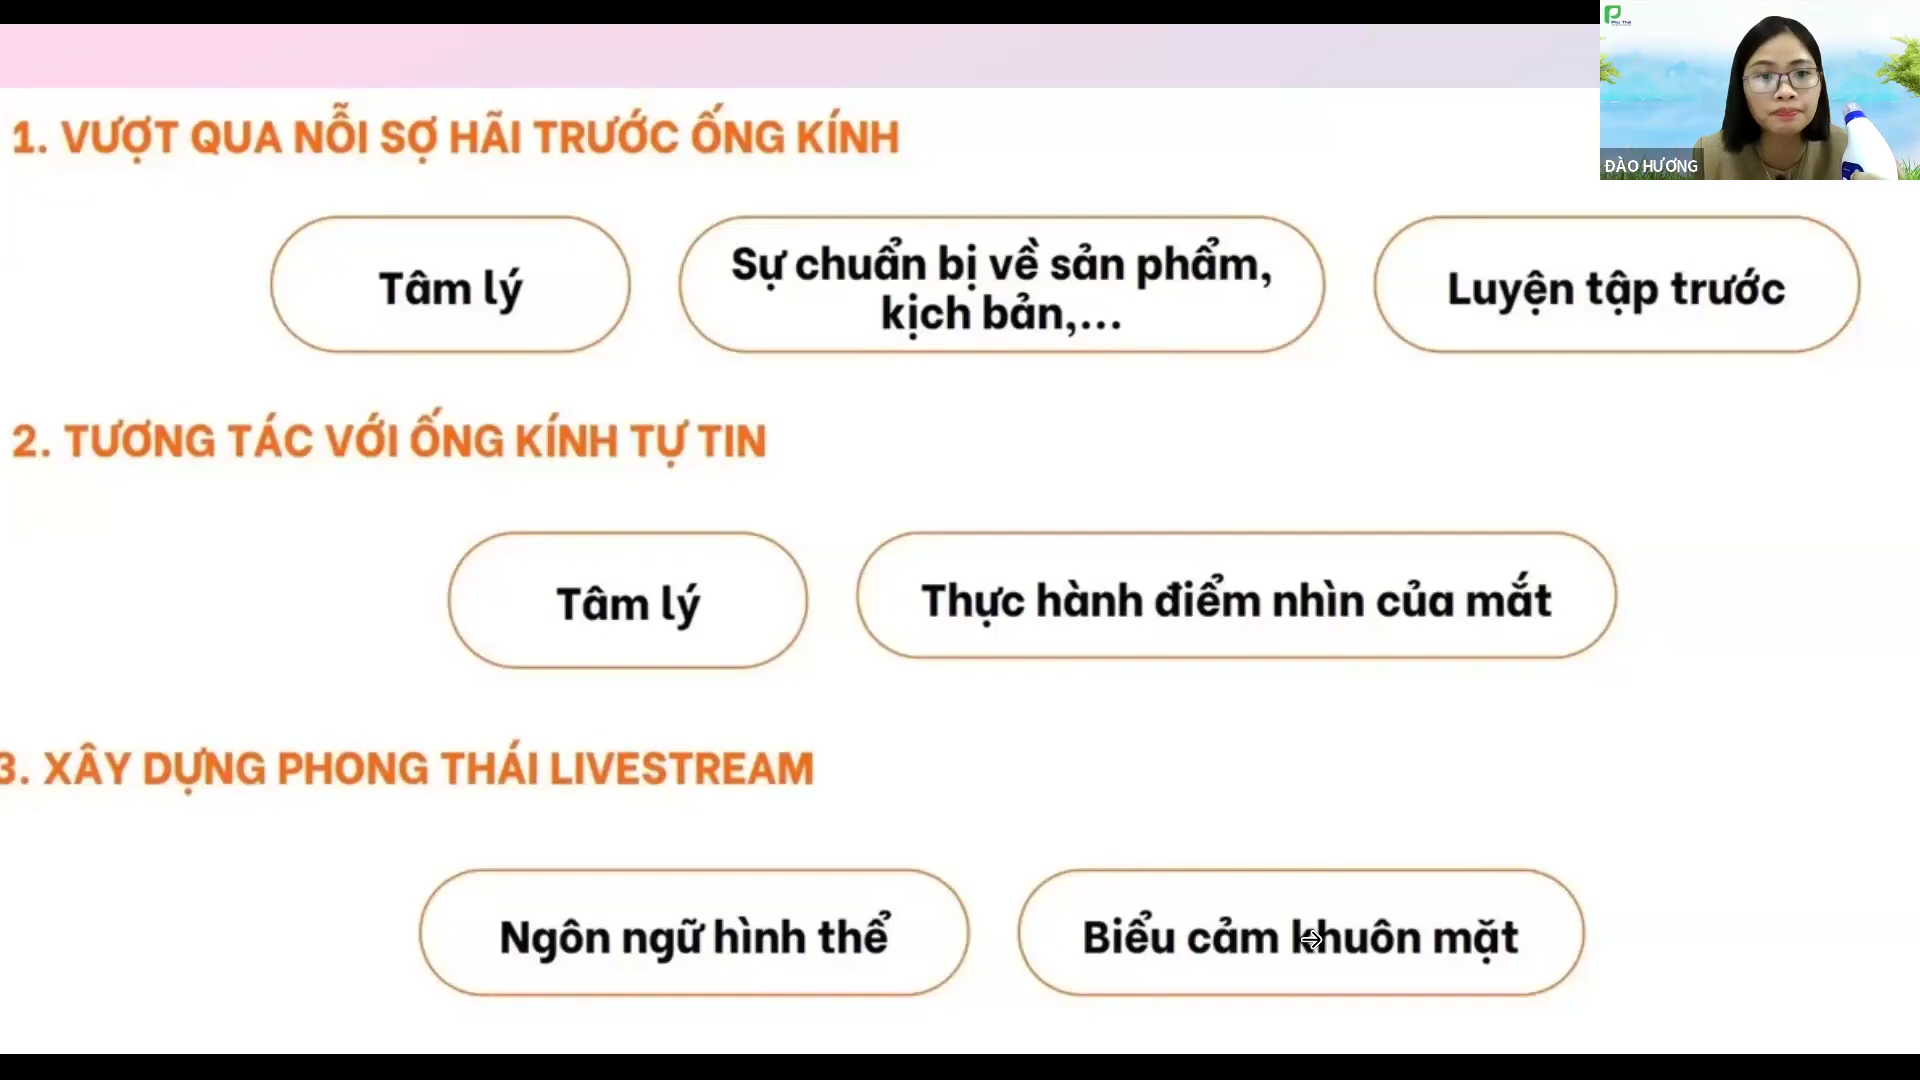 1. VƯỢT QUA NỖI SỢ HÃI TRƯỚC ỐNG KÍNH
Tâm lý
Sự chuẩn bị về sản phẩm,
kịch bản,...
Luyện tập trước
2. TƯƠNG TÁC VỚI ỐNG KÍNH TỰ TIN
Tâm lý
Thực hành điểm nhìn của mắt
3. XÂY DỰNG PHONG THÁI LIVESTREAM
Ngôn ngữ hình thể
Biểu cảm khuôn mặt
ĐÀO HƯƠNG